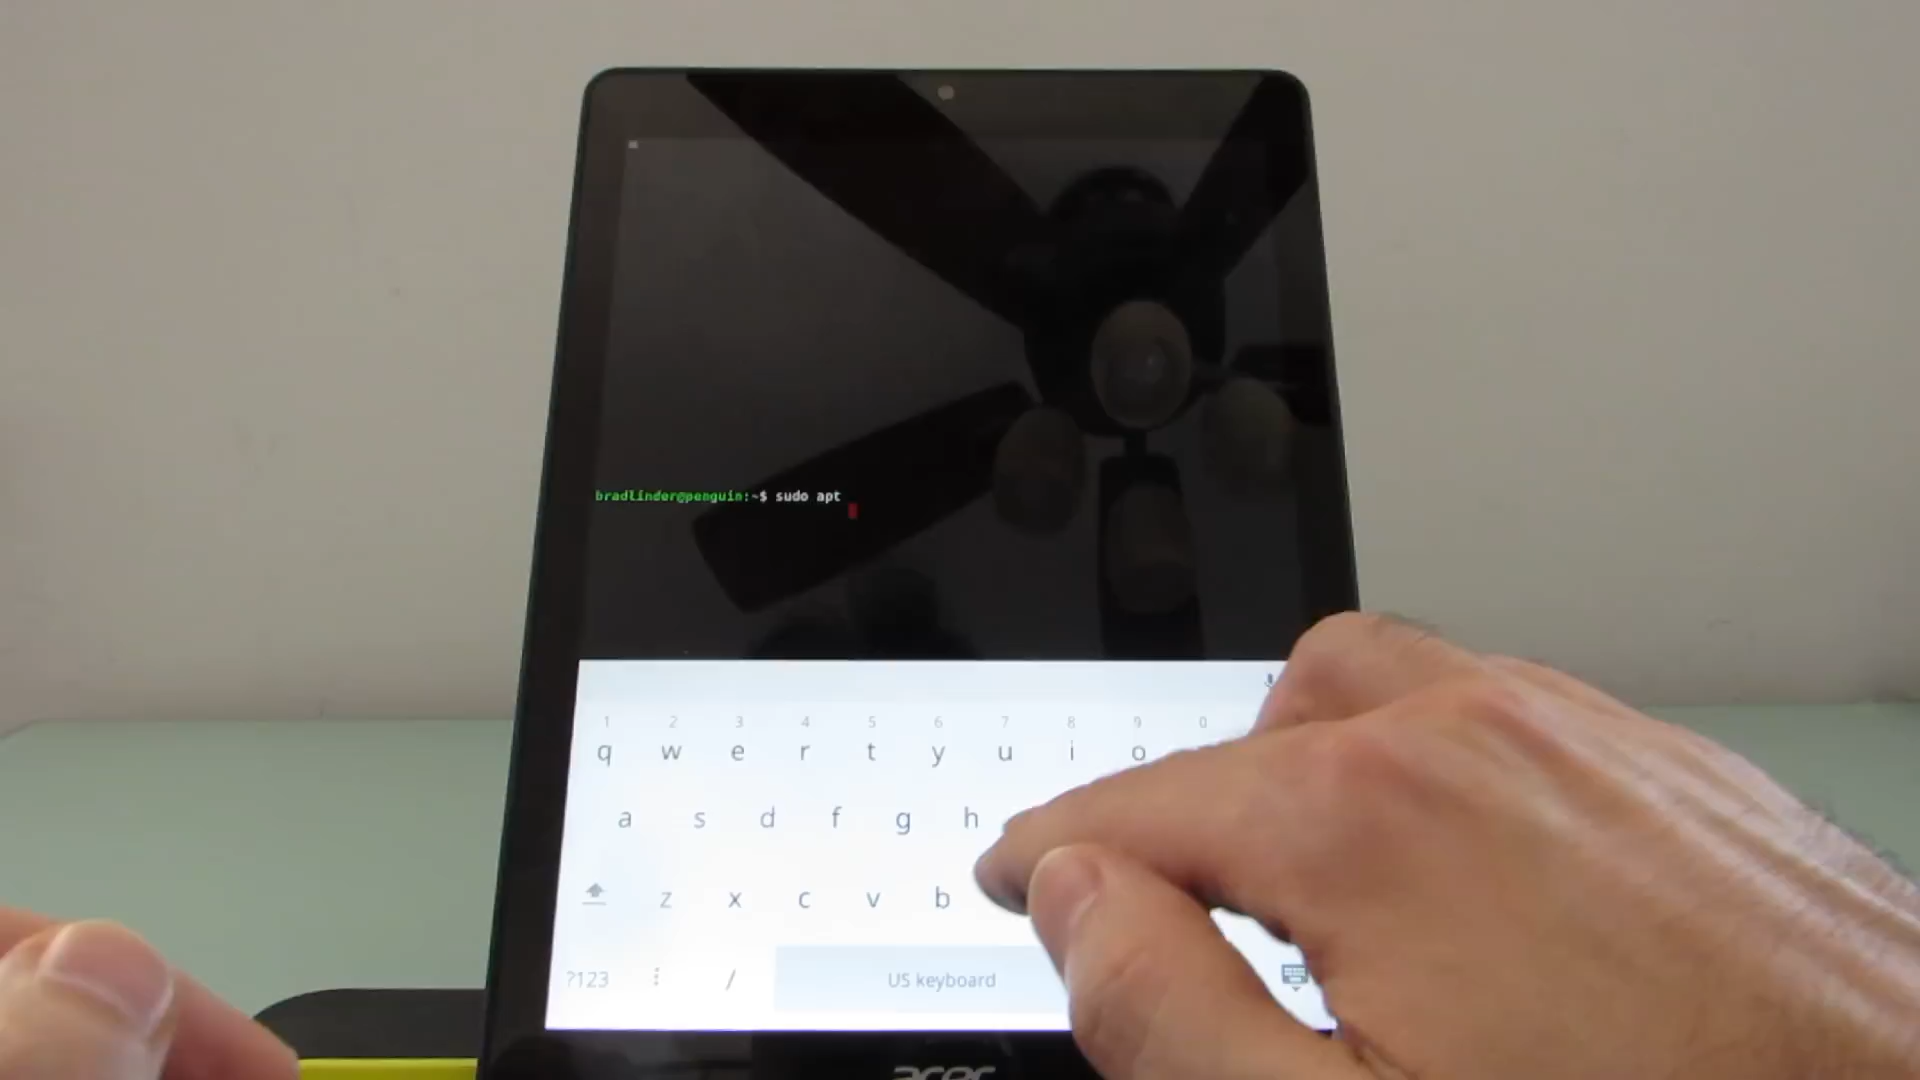 bradlinder@penguin:~$ sudo apt
1 2 3 4 5 6 7 8 9 0
q w e r t y u i o
a s d f g h
z x c v b
?123 / US keyboard
acer